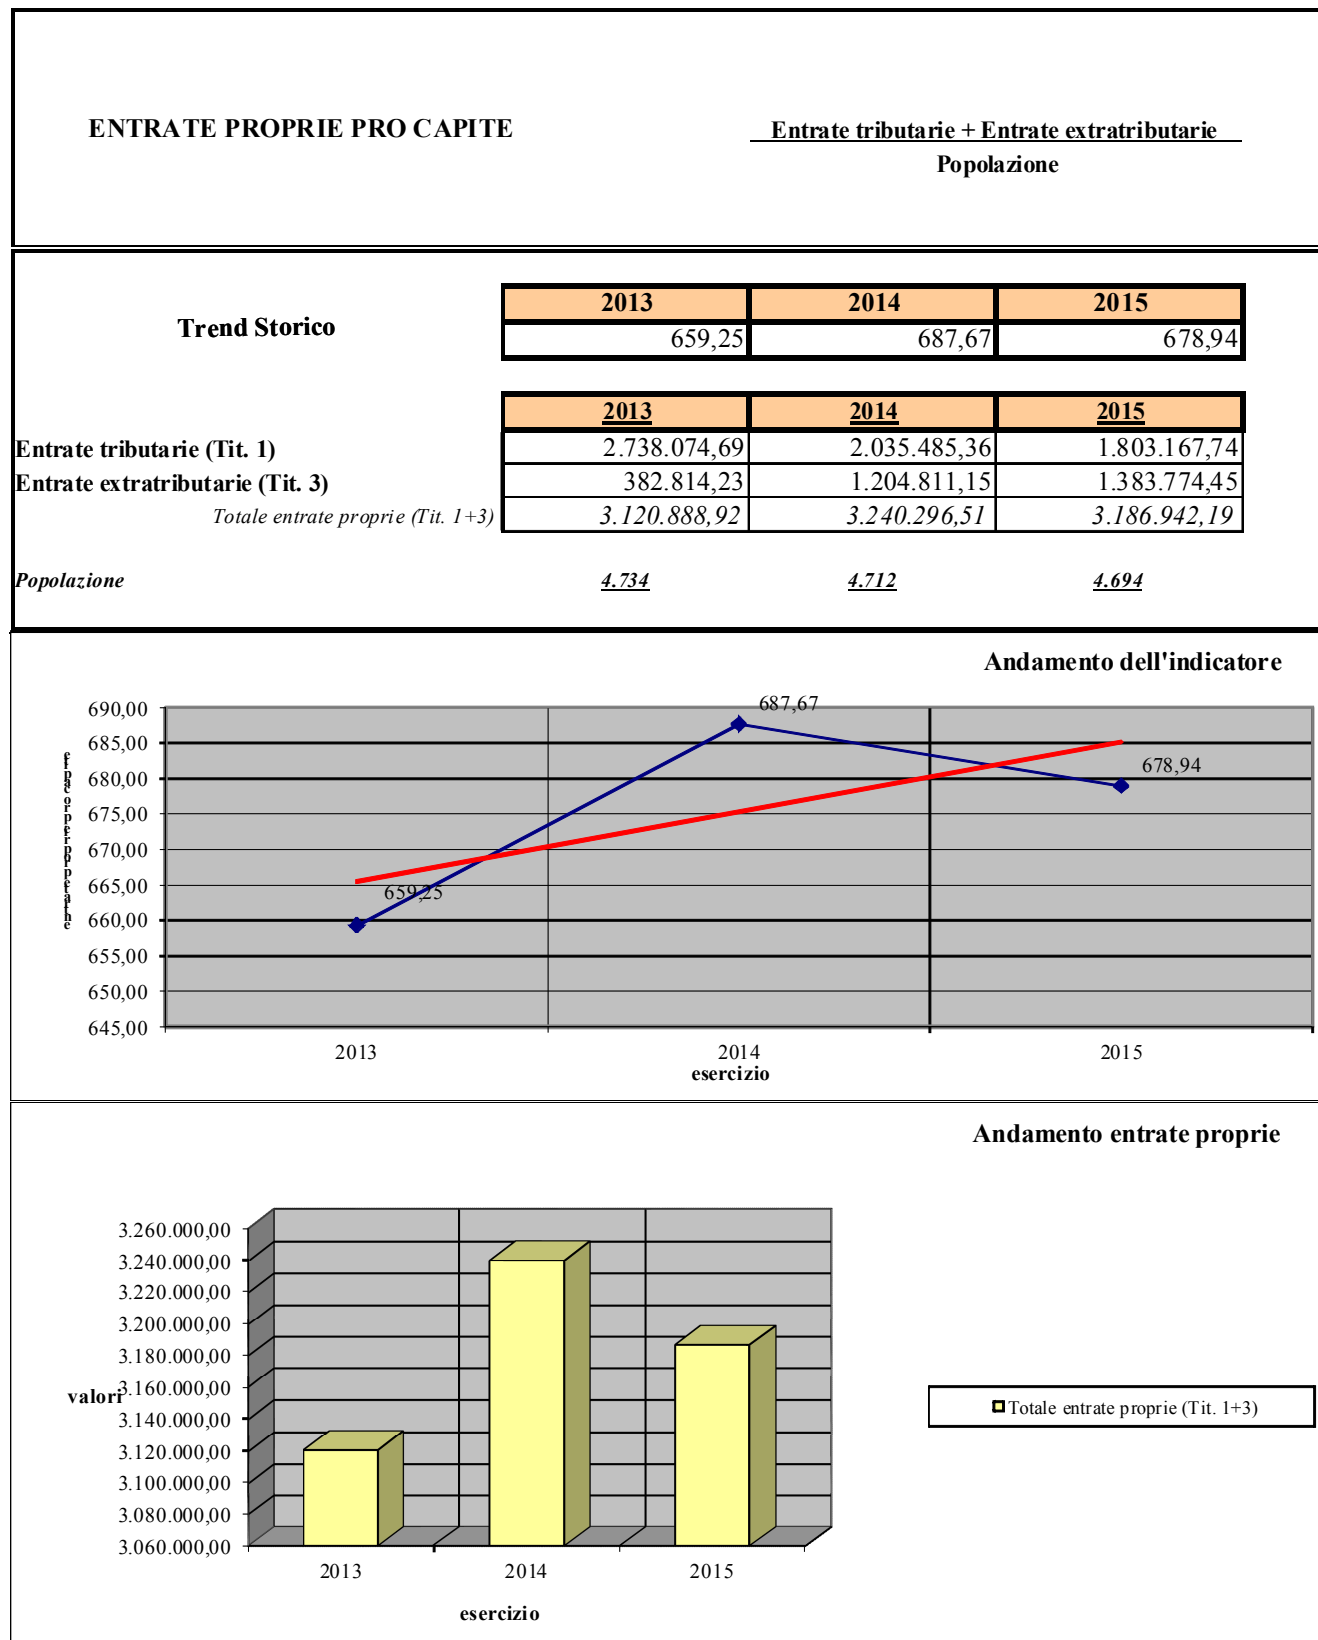 ENTRATE PROPRIE PRO CAPITE
Entrate tributarie + Entrate extratributarie
Popolazione
Trend Storico
2013 2014 2015
659,25 687,67 678,94
2013 2014 2015
Entrate tributarie (Tit. 1) 2.738.074,69 2.035.485,36 1.803.167,74
Entrate extratributarie (Tit. 3) 382.814,23 1.204.811,15 1.383.774,45
Totale entrate proprie (Tit. 1+3) 3.120.888,92 3.240.296,51 3.186.942,19
Popolazione 4.734 4.712 4.694
Andamento dell'indicatore
690,00
685,00
680,00
675,00
670,00
665,00
660,00
655,00
650,00
645,00
687,67
678,94
659,25
2013 2014 2015
esercizio
Andamento entrate proprie
3.260.000,00
3.240.000,00
3.220.000,00
3.200.000,00
3.180.000,00
3.160.000,00
valori
3.140.000,00
3.120.000,00
3.100.000,00
3.080.000,00
3.060.000,00
Totale entrate proprie (Tit. 1+3)
2013 2014 2015
esercizio